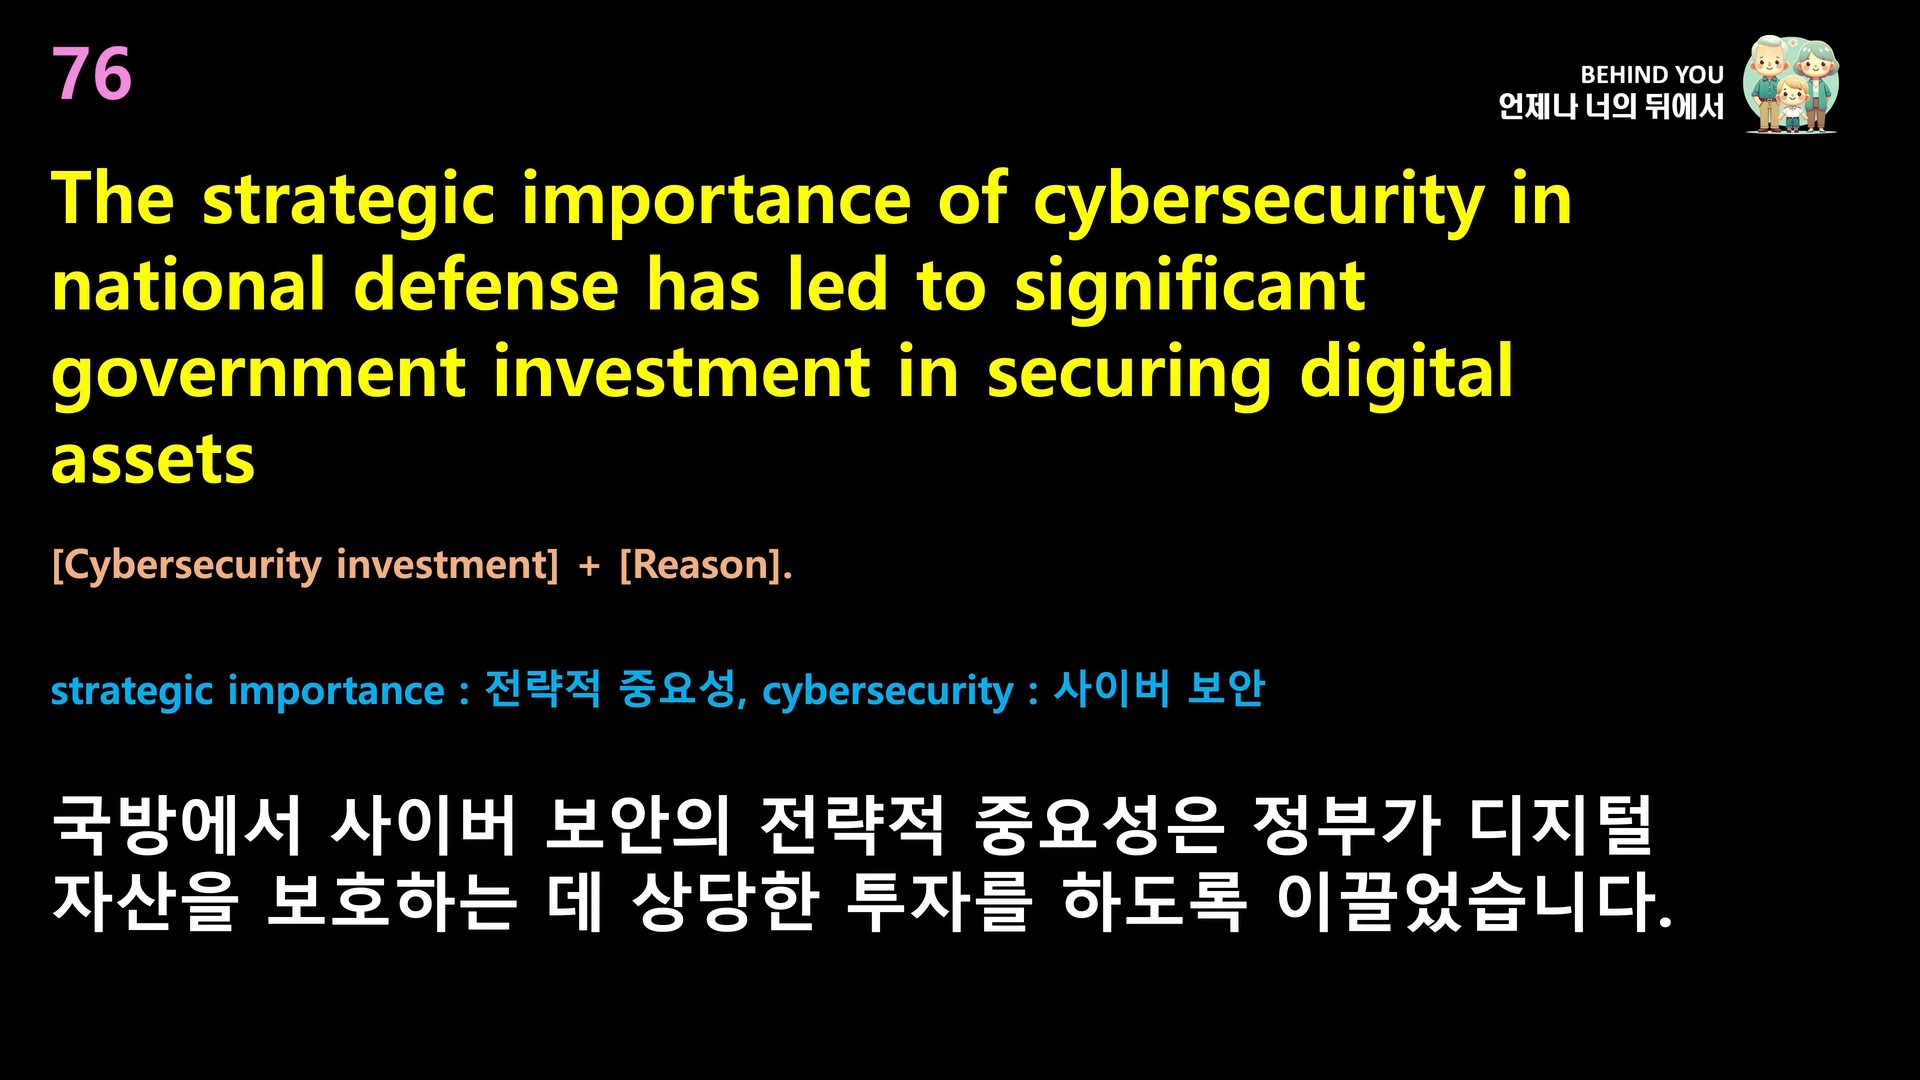 76
BEHIND YOU
언제나 너의 뒤에서
The strategic importance of cybersecurity in
national defense has led to significant
government investment in securing digital
assets
[Cybersecurity investment] + [Reason].
strategic importance : 전략적 중요성, cybersecurity : 사이버 보안
국방에서 사이버 보안의 전략적 중요성은 정부가 디지털
자산을 보호하는 데 상당한 투자를 하도록 이끌었습니다.